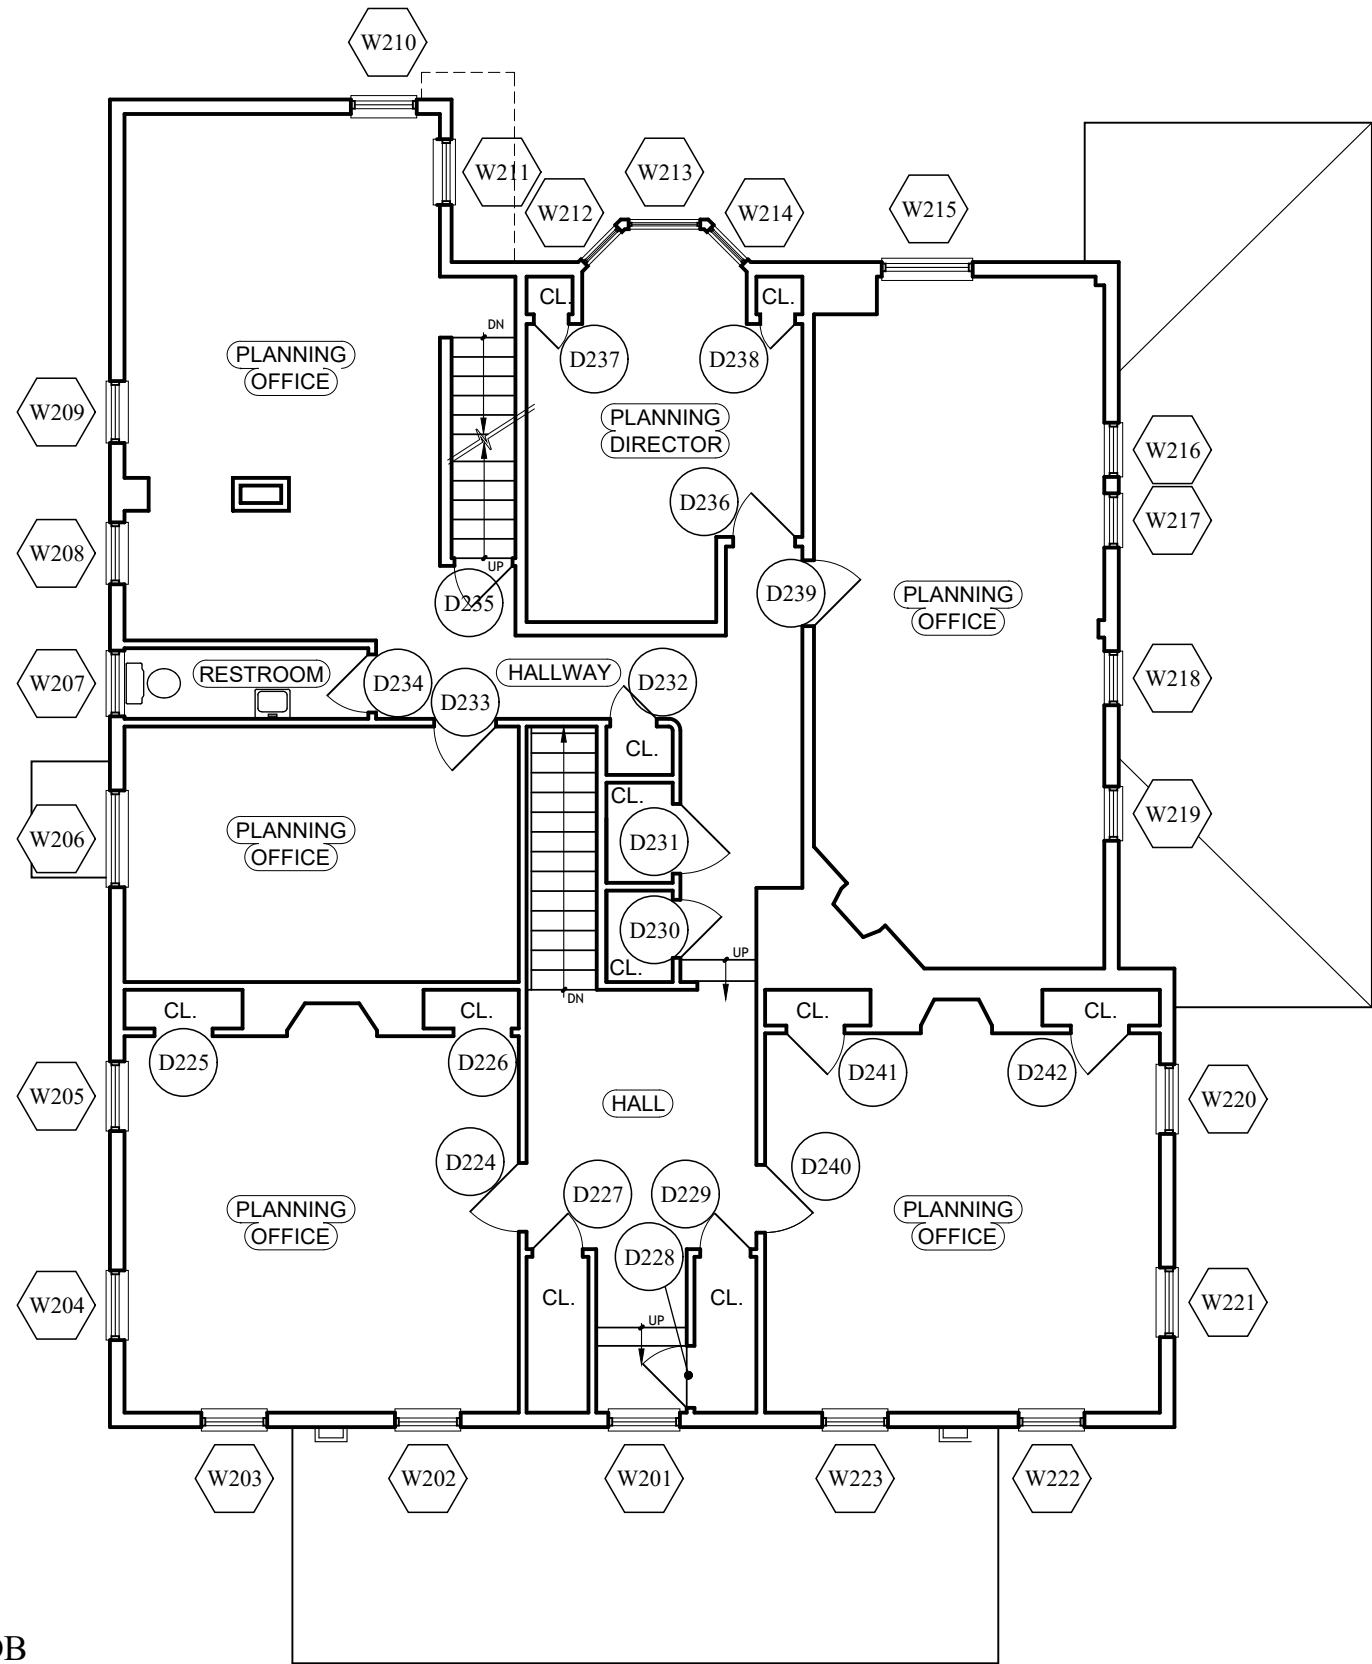 W210
W211
W212
W213
W214
W215
CL.
CL.
DN
D237
D238
PLANNING
OFFICE
W209
PLANNING
DIRECTOR
W216
D236
W217
W208
UP
D235
D239
PLANNING
OFFICE
W207
RESTROOM
D234
D233
HALLWAY
D232
W218
CL.
CL.
W219
W206
PLANNING
OFFICE
D231
D230
CL.
UP
DN
CL.
CL.
CL.
CL.
D225
D226
D241
D242
W205
HALL
W220
D224
D240
D227
D229
PLANNING
OFFICE
PLANNING
OFFICE
D228
W204
CL.
CL.
UP
W221
W203
W202
W201
W223
W222